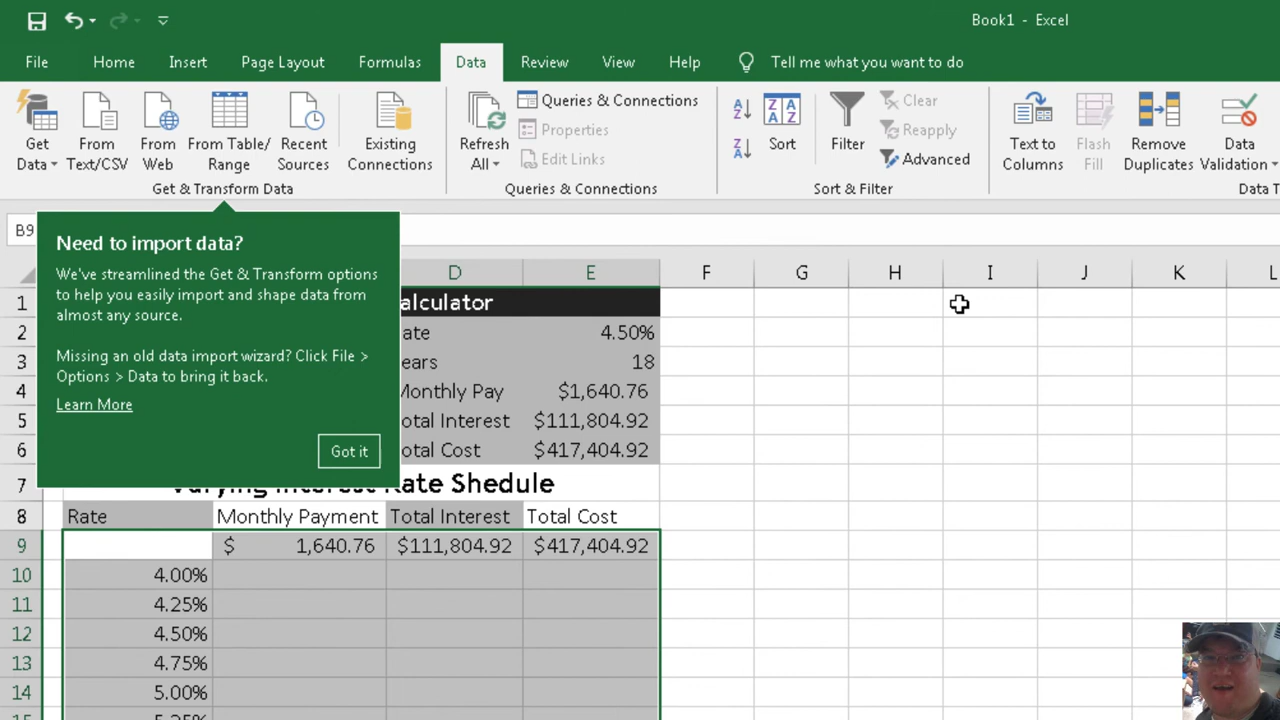 Book1 - Excel
File Home Insert Page Layout Formulas Data Review View Help Tell me what you want to do
Get Data
From Text/CSV
From Web
From Table/ Range
Recent Sources
Existing Connections
Get & Transform Data
Refresh All
Queries & Connections
Properties
Edit Links
Queries & Connections
Sort
Filter
Clear
Reapply
Advanced
Sort & Filter
Text to Columns
Flash Fill
Remove Duplicates
Data Validation
Data T
B9
Need to import data?
We've streamlined the Get & Transform options
to help you easily import and shape data from
almost any source.
Missing an old data import wizard? Click File >
Options > Data to bring it back.
Learn More
Got it
D E F G H I J K L
1 alculator
2 ate 4.50%
3 ears 18
4 Monthly Pay $1,640.76
5 otal Interest $111,804.92
6 otal Cost $417,404.92
7 Varying Interest Rate Shedule
8 Rate Monthly Payment Total Interest Total Cost
9 $ 1,640.76 $111,804.92 $417,404.92
10 4.00%
11 4.25%
12 4.50%
13 4.75%
14 5.00%
15 5.25%